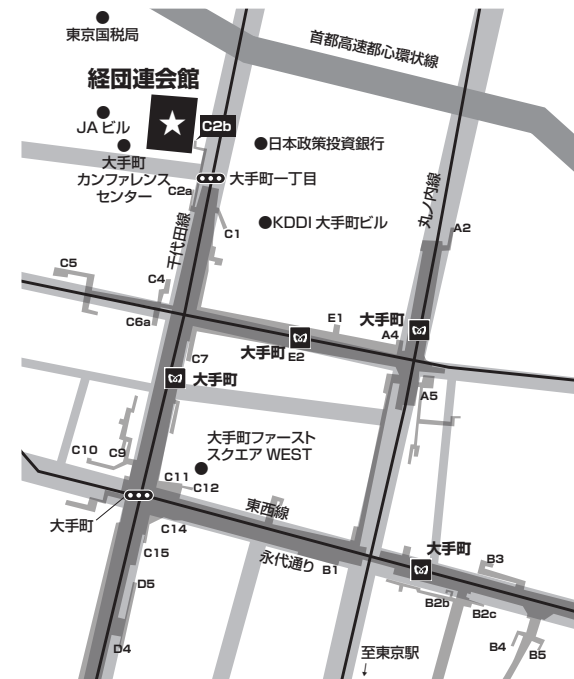 東京国税局
首都高速都心環状線
経団連会館
JAビル
C2b
●日本政策投資銀行
大手町
カンファレンス
センター
C2a
大手町一丁目
丸ノ内線
千代田線
C1
●KDDI 大手町ビル
A2
C5
C4
C6a
E1
大手町
A4
大手町
E2
C7
大手町
A5
大手町ファースト
スクエア WEST
C10
C9
C11
C12
東西線
大手町
C14
C15
永代通り
B1
大手町
B3
D5
B2b
B2c
D4
B4
B5
至東京駅
↓